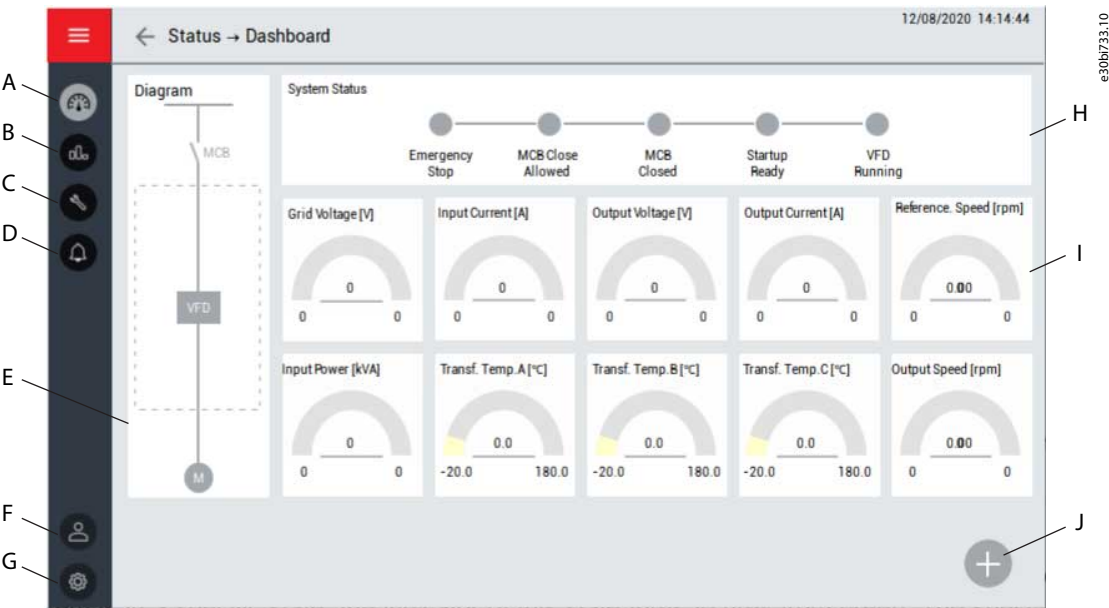 12/08/2020 14:14:44
e30bi733.10
← Status → Dashboard
A
B
C
D
E
F
G
H
I
J
Diagram
MCB
VFD
M
System Status
Emergency
Stop
MCB Close
Allowed
MCB
Closed
Startup
Ready
VFD
Running
Grid Voltage [V]
0
0 0
Input Current [A]
0
0 0
Output Voltage [V]
0
0 0
Output Current [A]
0
0 0
Reference. Speed [rpm]
0.00
0 0
Input Power [kVA]
0
0 0
Transf. Temp.A [℃]
0.0
-20.0 180.0
Transf. Temp.B [℃]
0.0
-20.0 180.0
Transf. Temp.C [℃]
0.0
-20.0 180.0
Output Speed [rpm]
0.00
0 0